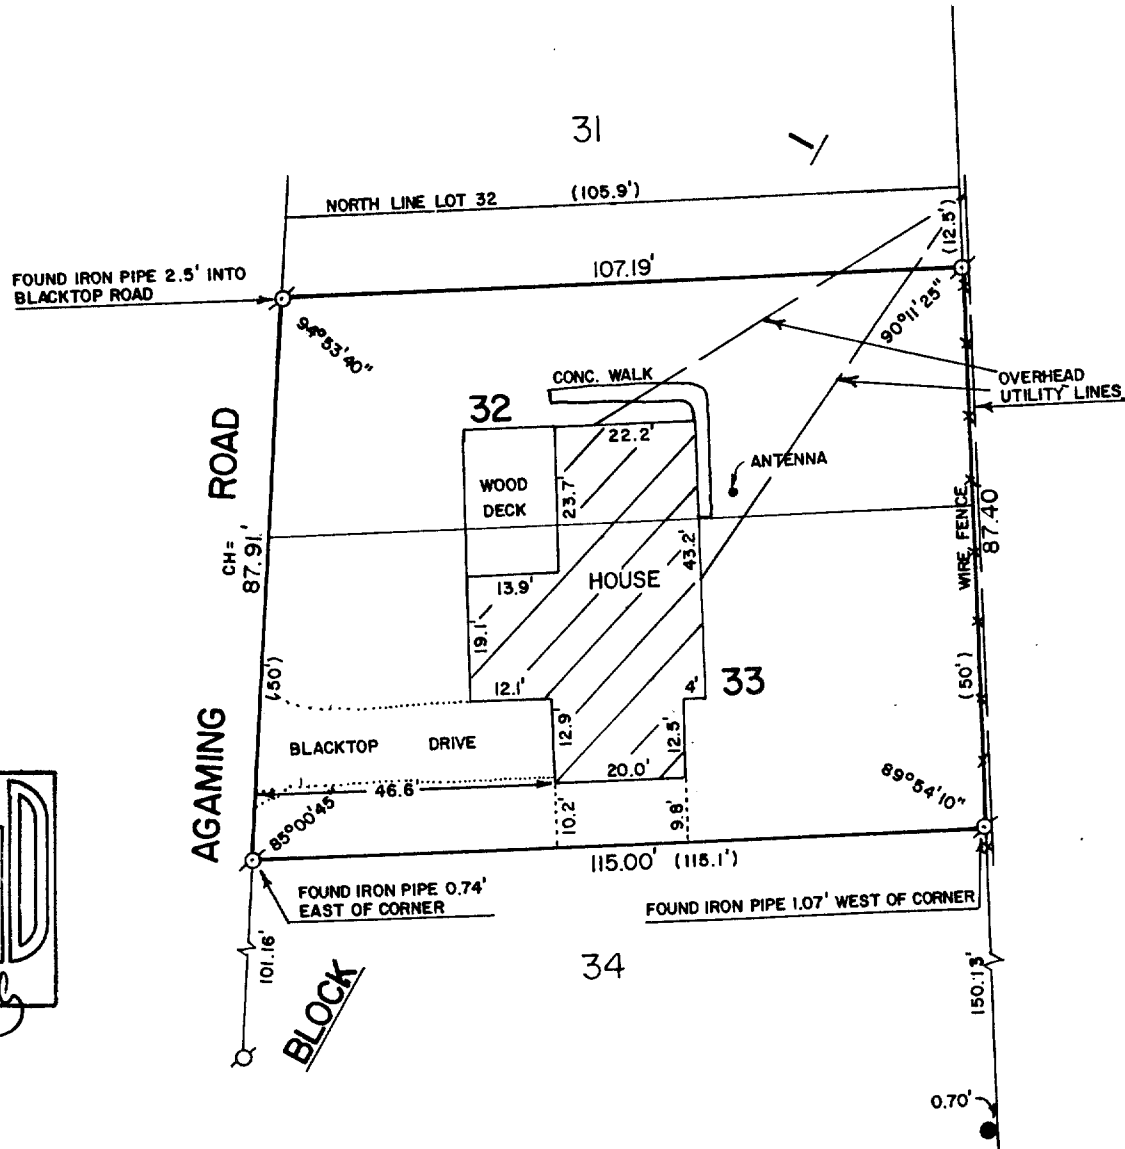 31
1
NORTH LINE LOT 32 (105.9')
(12.5')
FOUND IRON PIPE 2.5' INTO
BLACKTOP ROAD
107.19'
94°53'40"
90°11'25"
OVERHEAD
UTILITY LINES
CONC. WALK
32
22.2'
ANTENNA
WOOD
DECK
23.7'
43.2'
HOUSE
13.9'
19.1'
WIRE FENCE
87.40
AGAMING ROAD
CH=
87.91'
(50')
(50')
12.1'
4'
33
BLACKTOP DRIVE
12.9'
12.5'
20.0'
46.6'
85°00'45"
89°54'10"
10.2'
9.8'
115.00' (115.1')
FOUND IRON PIPE 0.74'
EAST OF CORNER
FOUND IRON PIPE 1.07' WEST OF CORNER
101.16'
34
150.13'
BLOCK
0.70'